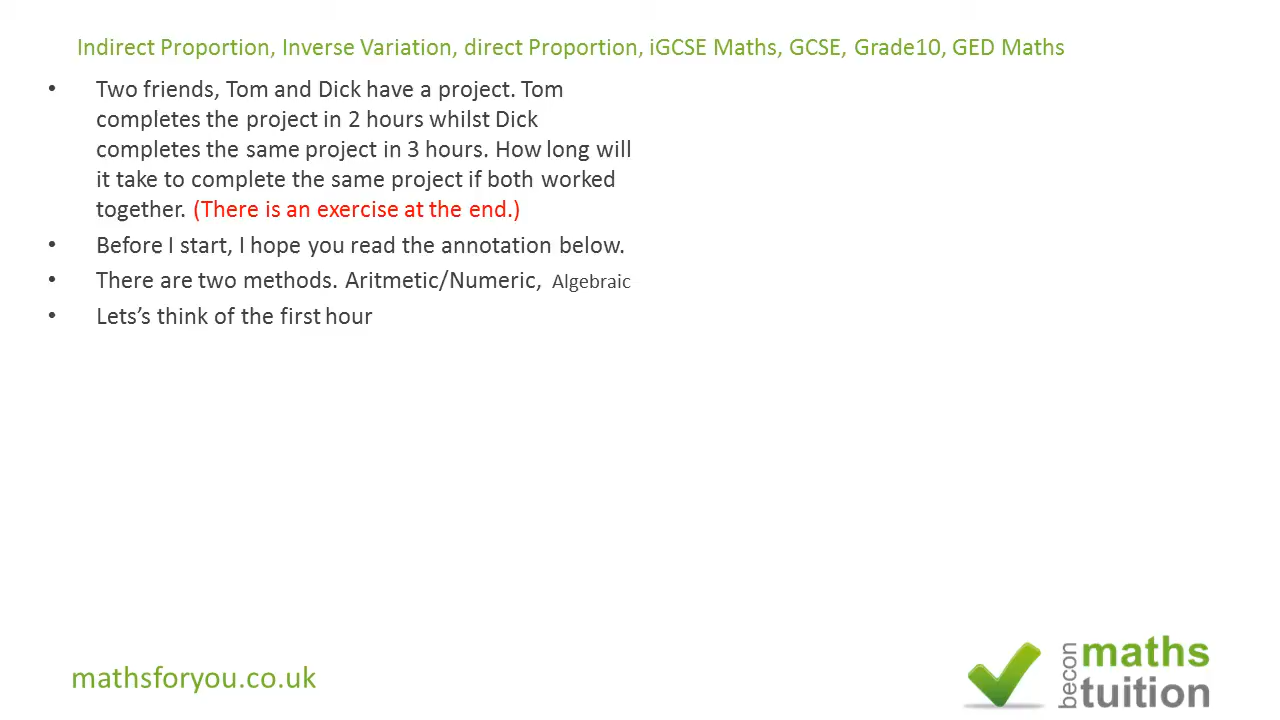 Indirect Proportion, Inverse Variation, direct Proportion, iGCSE Maths, GCSE, Grade10, GED Maths
• Two friends, Tom and Dick have a project. Tom
completes the project in 2 hours whilst Dick
completes the same project in 3 hours. How long will
it take to complete the same project if both worked
together. (There is an exercise at the end.)
• Before I start, I hope you read the annotation below.
• There are two methods. Aritmetic/Numeric, Algebraic
• Lets’s think of the first hour
mathsforyou.co.uk
becon
maths
tuition